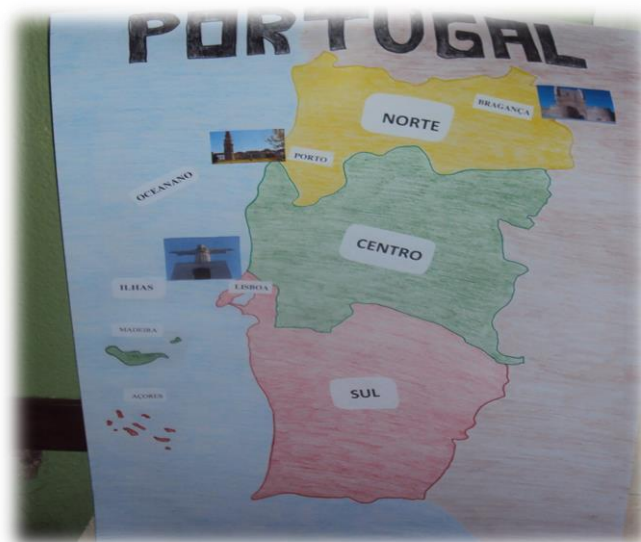 PORTUGAL
BRAGANÇA
NORTE
PORTO
OCEANANO
CENTRO
ILHAS
LISBOA
MADEIRA
AÇORES
SUL